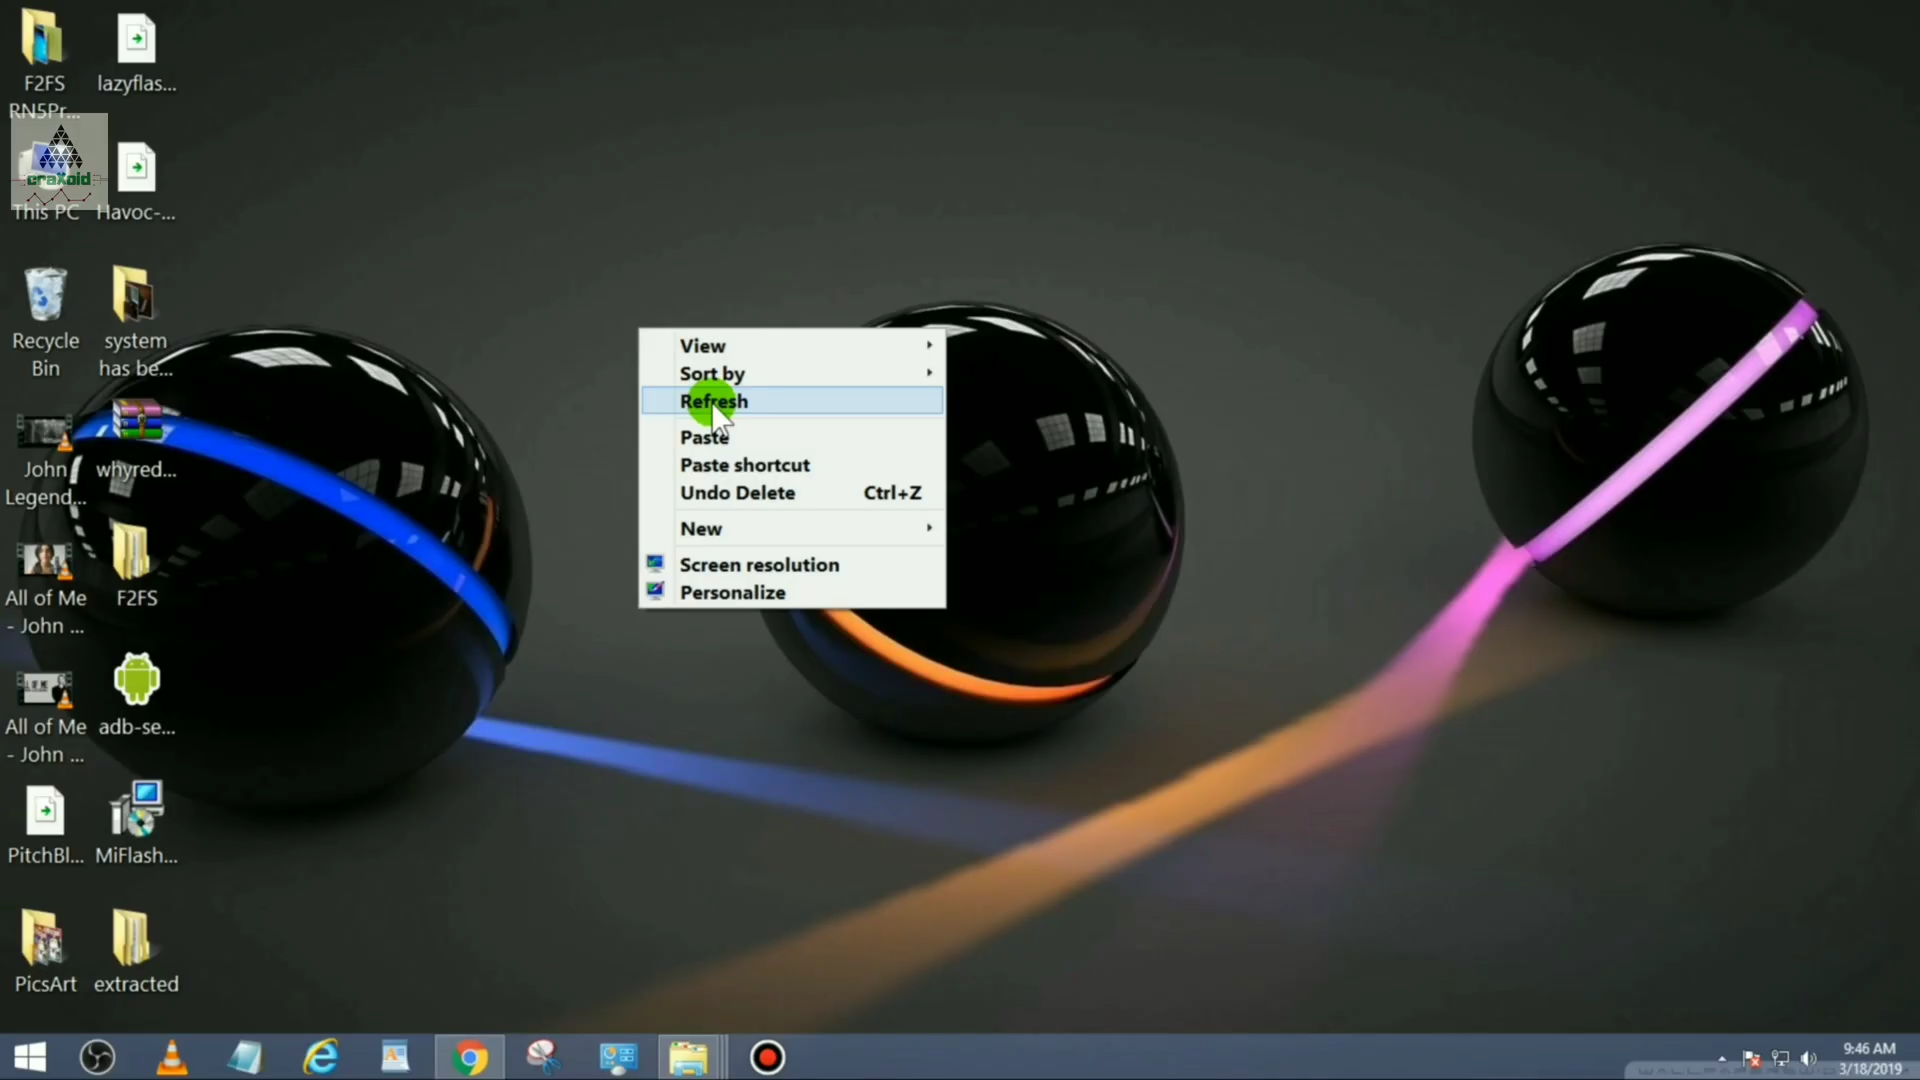 F2FS
RN5Pr...
lazyflas...
craXoid
This PC
Havoc-...
Recycle
Bin
system
has be...
John
Legend...
whyred...
All of Me
- John ...
F2FS
All of Me
- John ...
adb-se...
PitchBl...
MiFlash...
PicsArt
extracted
View
Sort by
Refresh
Paste
Paste shortcut
Undo Delete Ctrl+Z
New
Screen resolution
Personalize
9:46 AM
3/18/2019